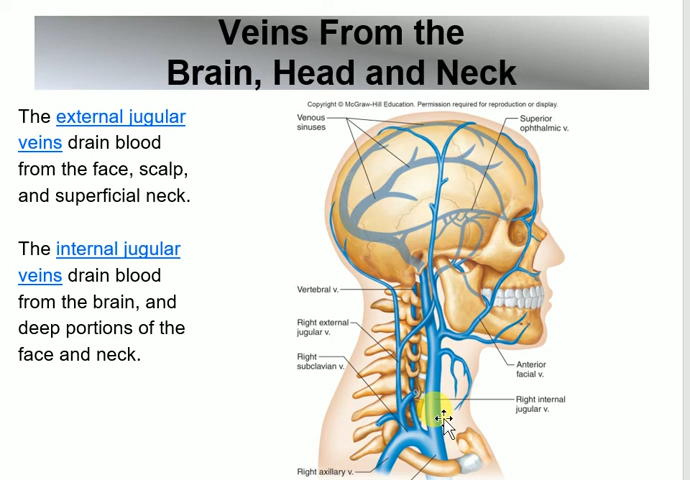 Veins From the
Brain, Head and Neck
The external jugular
veins drain blood
from the face, scalp,
and superficial neck.
The internal jugular
veins drain blood
from the brain, and
deep portions of the
face and neck.
Copyright © McGraw-Hill Education. Permission required for reproduction or display.
Venous
sinuses
Superior
ophthalmic v.
Vertebral v.
Right external
jugular v.
Right
subclavian v.
Anterior
facial v.
Right internal
jugular v.
Right axillary v.